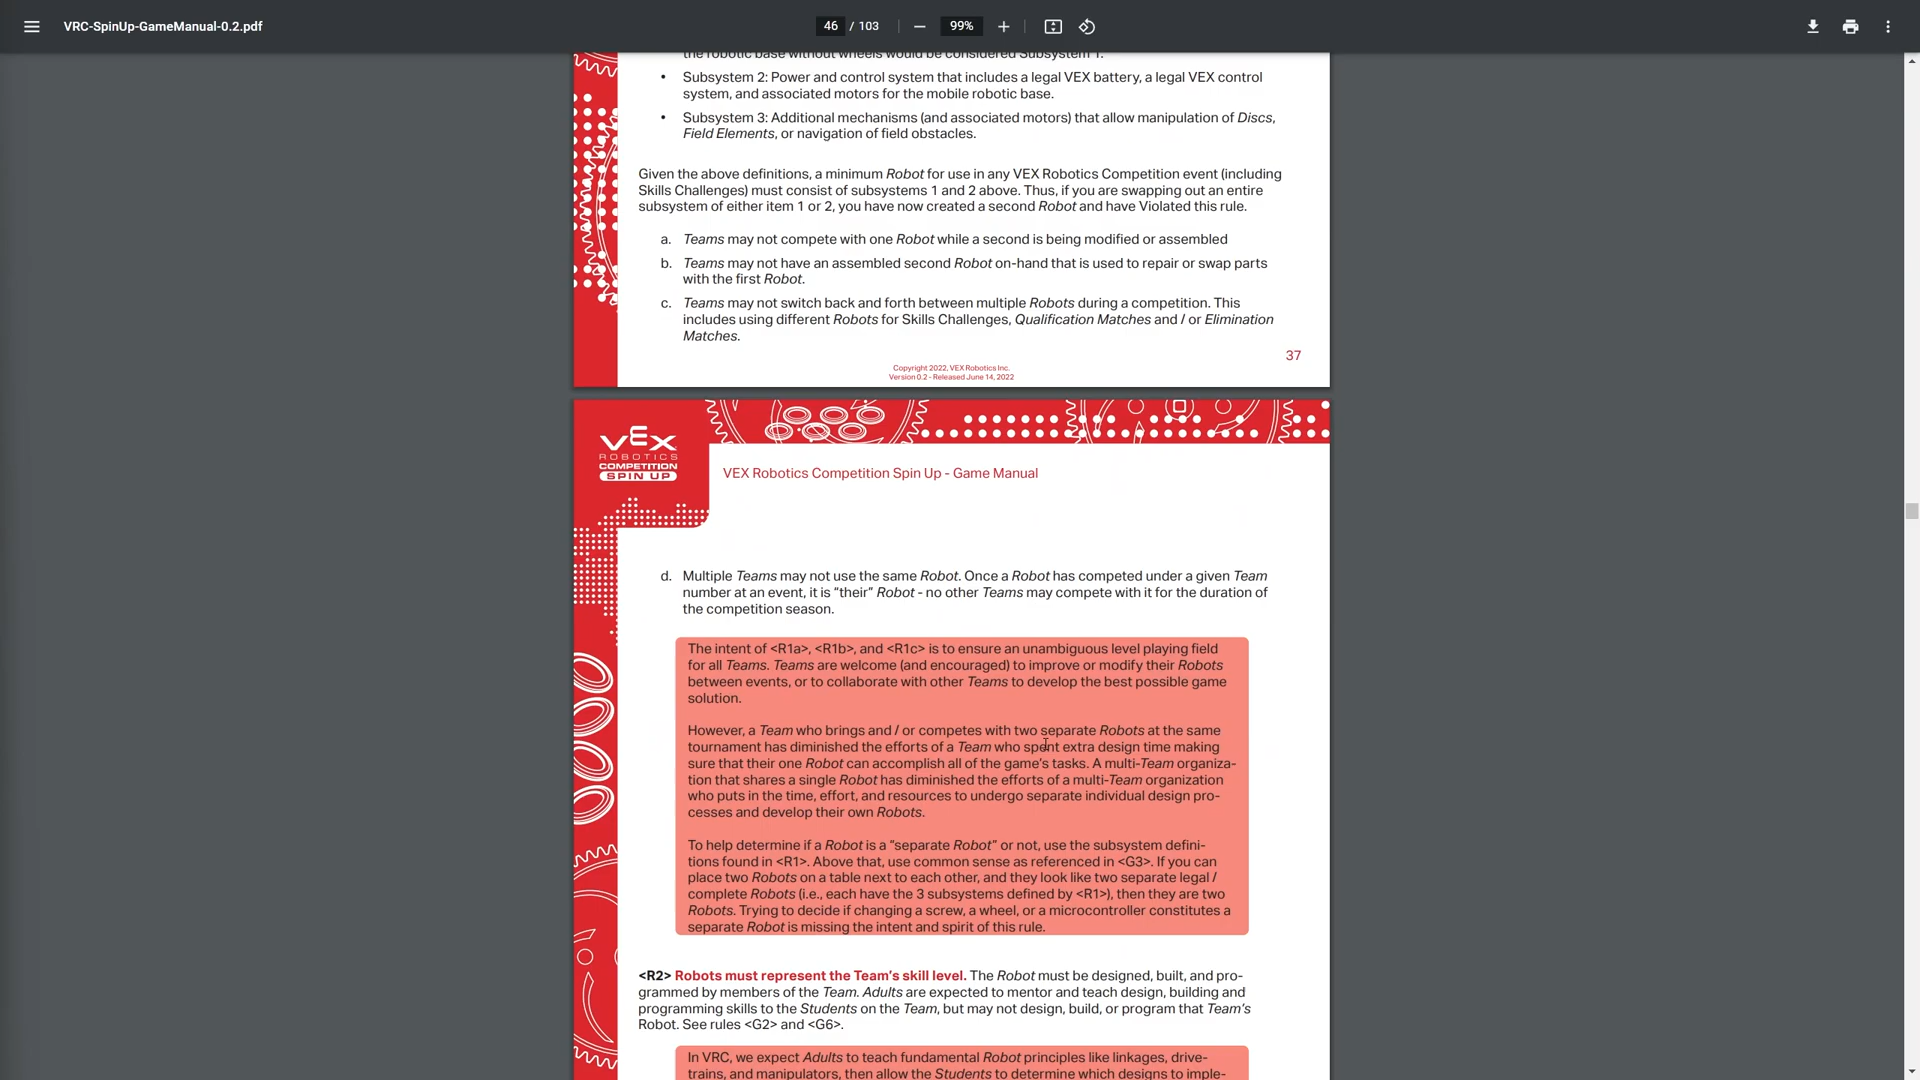 VRC-SpinUp-GameManual-0.2.pdf
46 / 103
99%
the robotic base without wheels would be considered Subsystem 1.
• Subsystem 2: Power and control system that includes a legal VEX battery, a legal VEX control
system, and associated motors for the mobile robotic base.
• Subsystem 3: Additional mechanisms (and associated motors) that allow manipulation of Discs,
Field Elements, or navigation of field obstacles.
Given the above definitions, a minimum Robot for use in any VEX Robotics Competition event (including
Skills Challenges) must consist of subsystems 1 and 2 above. Thus, if you are swapping out an entire
subsystem of either item 1 or 2, you have now created a second Robot and have Violated this rule.
a. Teams may not compete with one Robot while a second is being modified or assembled
b. Teams may not have an assembled second Robot on-hand that is used to repair or swap parts
with the first Robot.
c. Teams may not switch back and forth between multiple Robots during a competition. This
includes using different Robots for Skills Challenges, Qualification Matches and / or Elimination
Matches.
37
Copyright 2022, VEX Robotics Inc.
Version 0.2 - Released June 14, 2022
VEX
ROBOTICS
COMPETITION
SPIN UP
VEX Robotics Competition Spin Up - Game Manual
d. Multiple Teams may not use the same Robot. Once a Robot has competed under a given Team
number at an event, it is “their” Robot - no other Teams may compete with it for the duration of
the competition season.
The intent of <R1a>, <R1b>, and <R1c> is to ensure an unambiguous level playing field
for all Teams. Teams are welcome (and encouraged) to improve or modify their Robots
between events, or to collaborate with other Teams to develop the best possible game
solution.
However, a Team who brings and / or competes with two separate Robots at the same
tournament has diminished the efforts of a Team who spent extra design time making
sure that their one Robot can accomplish all of the game’s tasks. A multi-Team organiza-
tion that shares a single Robot has diminished the efforts of a multi-Team organization
who puts in the time, effort, and resources to undergo separate individual design pro-
cesses and develop their own Robots.
To help determine if a Robot is a “separate Robot” or not, use the subsystem defini-
tions found in <R1>. Above that, use common sense as referenced in <G3>. If you can
place two Robots on a table next to each other, and they look like two separate legal /
complete Robots (i.e., each have the 3 subsystems defined by <R1>), then they are two
Robots. Trying to decide if changing a screw, a wheel, or a microcontroller constitutes a
separate Robot is missing the intent and spirit of this rule.
<R2> Robots must represent the Team’s skill level. The Robot must be designed, built, and pro-
grammed by members of the Team. Adults are expected to mentor and teach design, building and
programming skills to the Students on the Team, but may not design, build, or program that Team’s
Robot. See rules <G2> and <G6>.
In VRC, we expect Adults to teach fundamental Robot principles like linkages, drive-
trains, and manipulators, then allow the Students to determine which designs to imple-